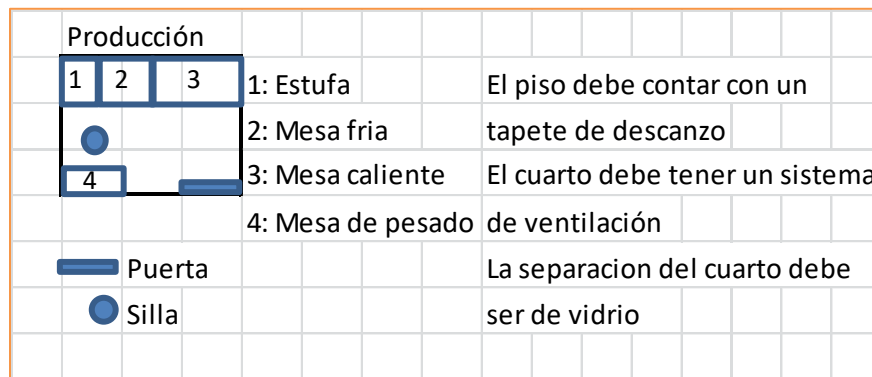 Producción
1 2 3 1: Estufa El piso debe contar con un
2: Mesa fria tapete de descanzo
4 3: Mesa caliente El cuarto debe tener un sistema
4: Mesa de pesado de ventilación
Puerta La separacion del cuarto debe
Silla ser de vidrio